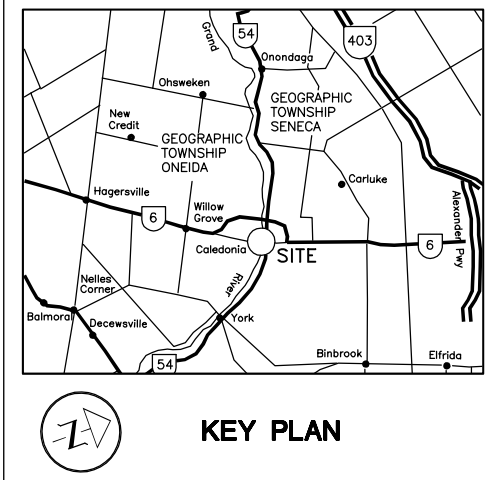 54
403
Grand
Onondaga
Ohsweken
GEOGRAPHIC
TOWNSHIP
SENECA
New
Credit
GEOGRAPHIC
TOWNSHIP
ONEIDA
Carluke
Hagersville
Willow
Grove
6
Caledonia
SITE
6
Alexander Pwy
Nelles
Corner
River
Balmoral
Decewsville
York
54
Binbrook
Elfrida
Z
KEY PLAN